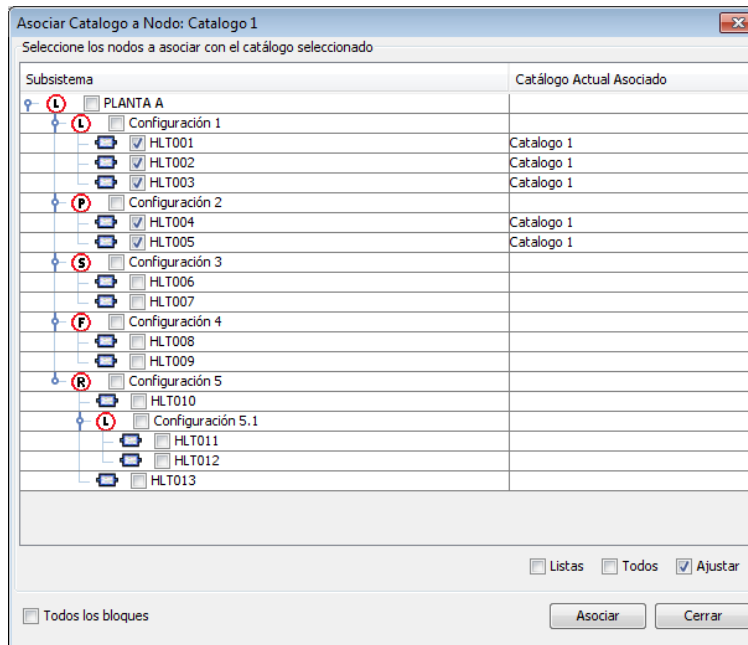 Asociar Catalogo a Nodo: Catalogo 1
Seleccione los nodos a asociar con el catálogo seleccionado
Subsistema Catálogo Actual Asociado
L PLANTA A
L Configuración 1
HLT001 Catalogo 1
HLT002 Catalogo 1
HLT003 Catalogo 1
P Configuración 2
HLT004 Catalogo 1
HLT005 Catalogo 1
S Configuración 3
HLT006
HLT007
F Configuración 4
HLT008
HLT009
R Configuración 5
HLT010
L Configuración 5.1
HLT011
HLT012
HLT013
Listas Todos Ajustar
Todos los bloques Asociar Cerrar